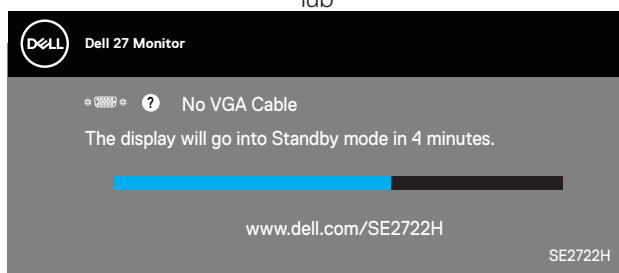 lub
DELL Dell 27 Monitor
? No VGA Cable
The display will go into Standby mode in 4 minutes.
www.dell.com/SE2722H
SE2722H